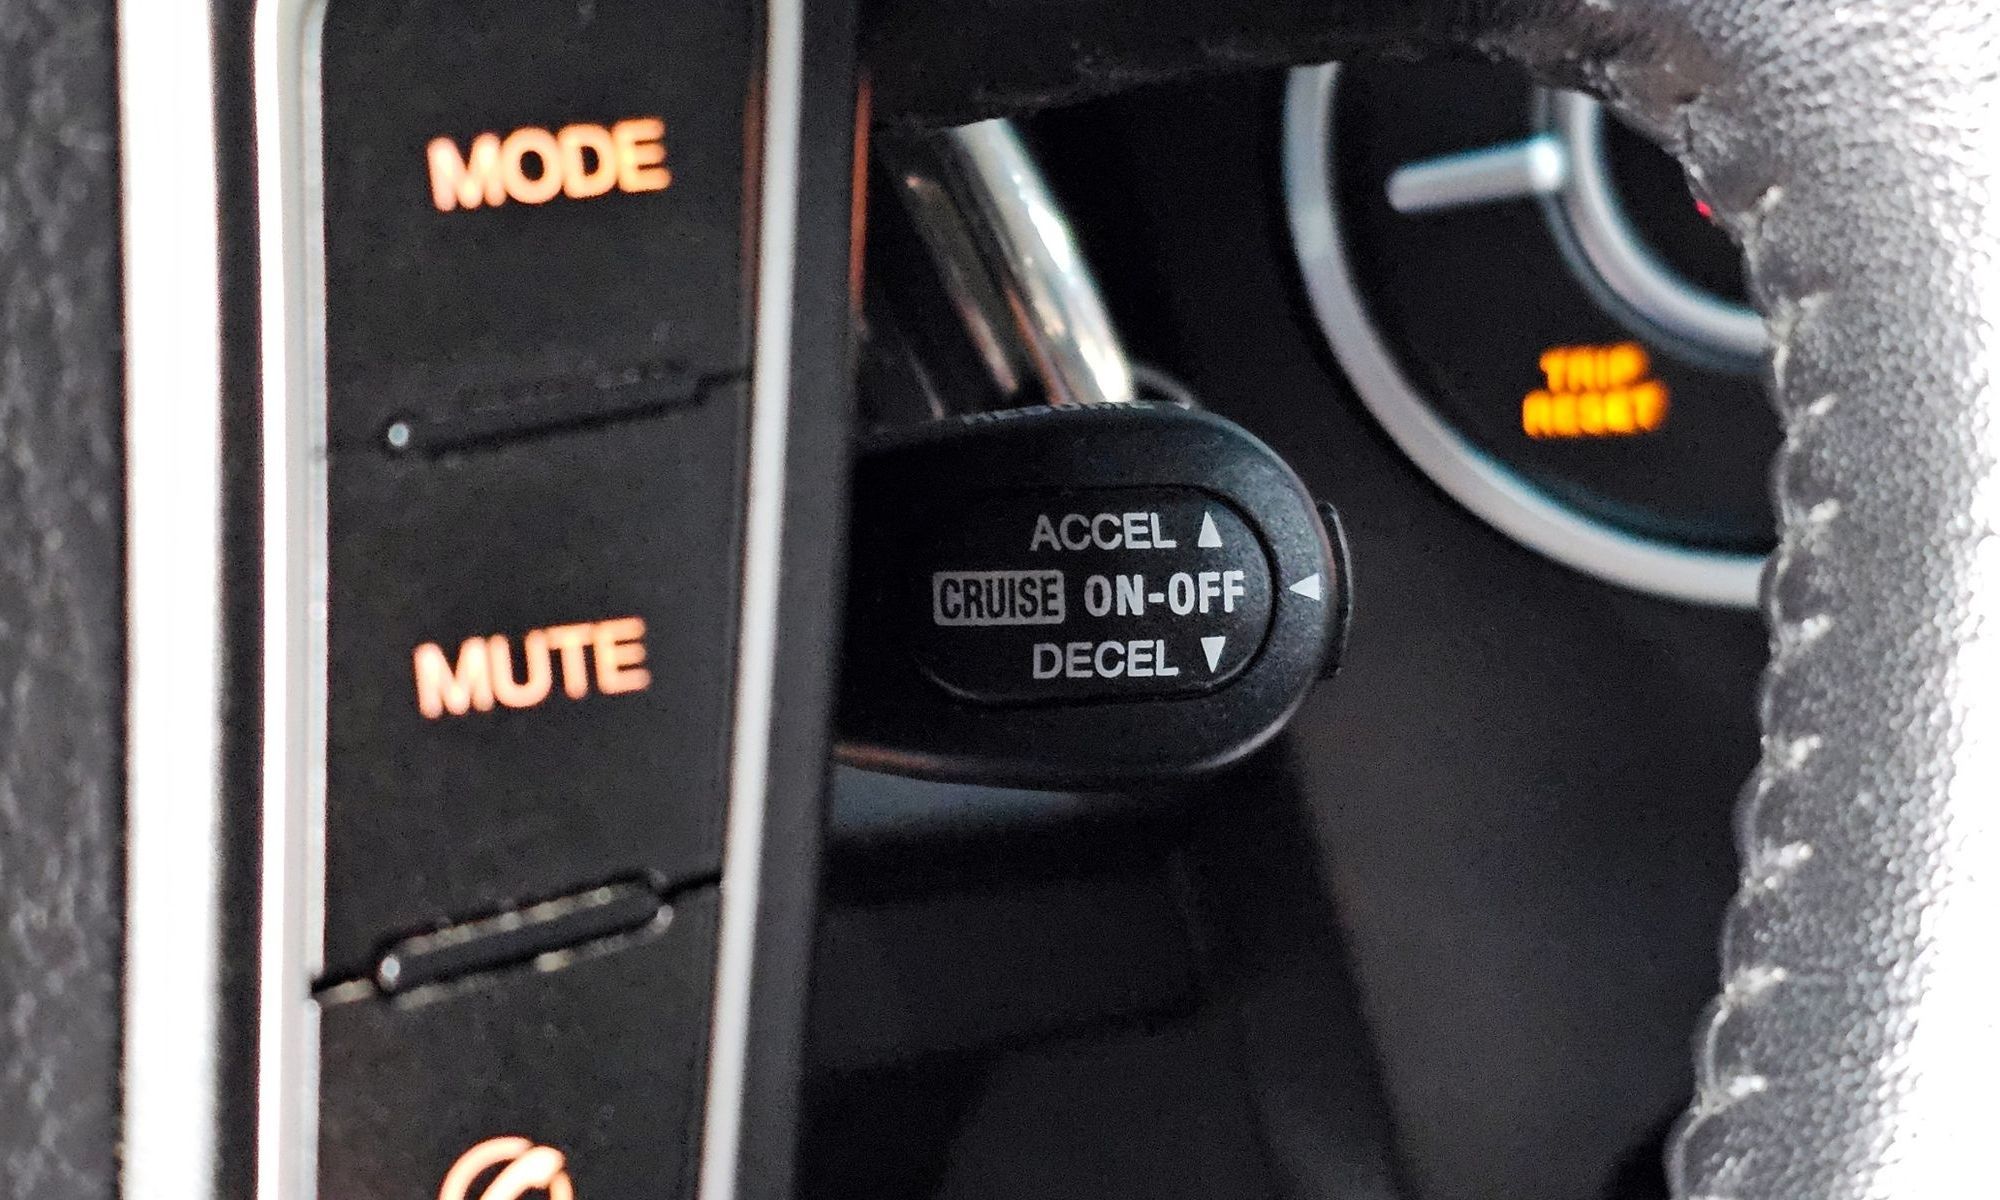 MODE
MUTE
ACCEL ▲
CRUISE ON-OFF ◀
DECEL ▼
TRIP
RESET